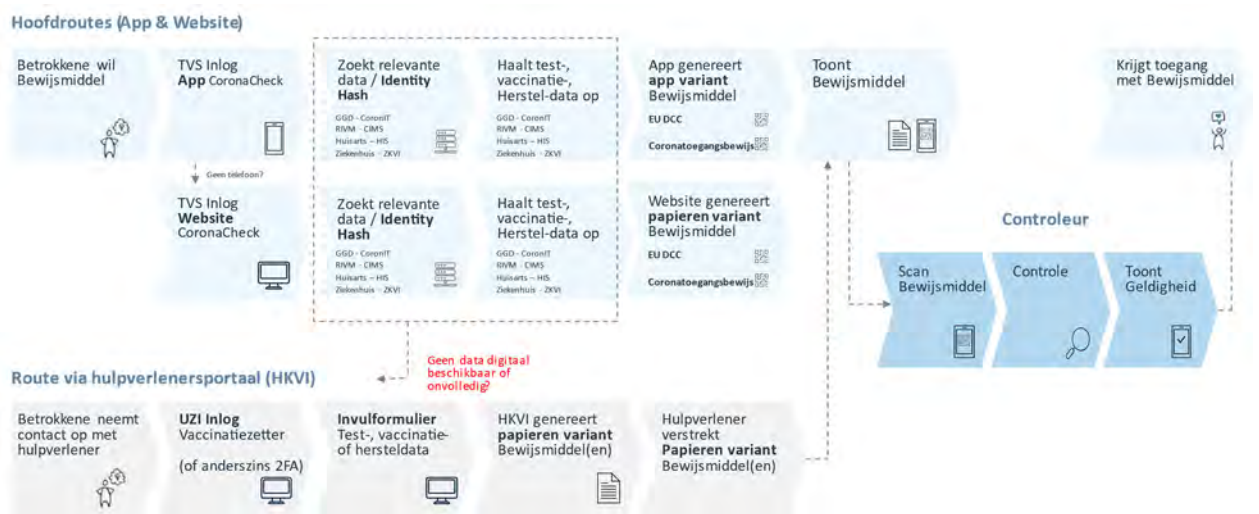 Hoofdroutes (App & Website)
Betrokkene wil
Bewijsmiddel
TVS Inlog
App CoronaCheck
Zoekt relevante
data / Identity
Hash
GGD - CoronIT
RIVM - CIMS
Huisarts – HIS
Ziekenhuis - ZKVI
Haalt test-,
vaccinatie-,
Herstel-data op
GGD - CoronIT
RIVM - CIMS
Huisarts – HIS
Ziekenhuis - ZKVI
App genereert
app variant
Bewijsmiddel
EU DCC
Coronatoegangsbewijs
Toont
Bewijsmiddel
Krijgt toegang
met Bewijsmiddel
Geen telefoon?
TVS Inlog
Website
CoronaCheck
Zoekt relevante
data / Identity
Hash
GGD - CoronIT
RIVM - CIMS
Huisarts – HIS
Ziekenhuis - ZKVI
Haalt test-,
vaccinatie-,
Herstel-data op
GGD - CoronIT
RIVM - CIMS
Huisarts – HIS
Ziekenhuis - ZKVI
Website genereert
papieren variant
Bewijsmiddel
EU DCC
Coronatoegangsbewijs
Controleur
Scan
Bewijsmiddel
Controle
Toont
Geldigheid
Geen data digitaal
beschikbaar of
onvolledig?
Route via hulpverlenersportaal (HKVI)
Betrokkene neemt
contact op met
hulpverlener
UZI Inlog
Vaccinatiezetter
(of anderszins 2FA)
Invulformulier
Test-, vaccinatie-
of hersteldata
HKVI genereert
papieren variant
Bewijsmiddel(en)
Hulpverlener
verstrekt
Papieren variant
Bewijsmiddel(en)